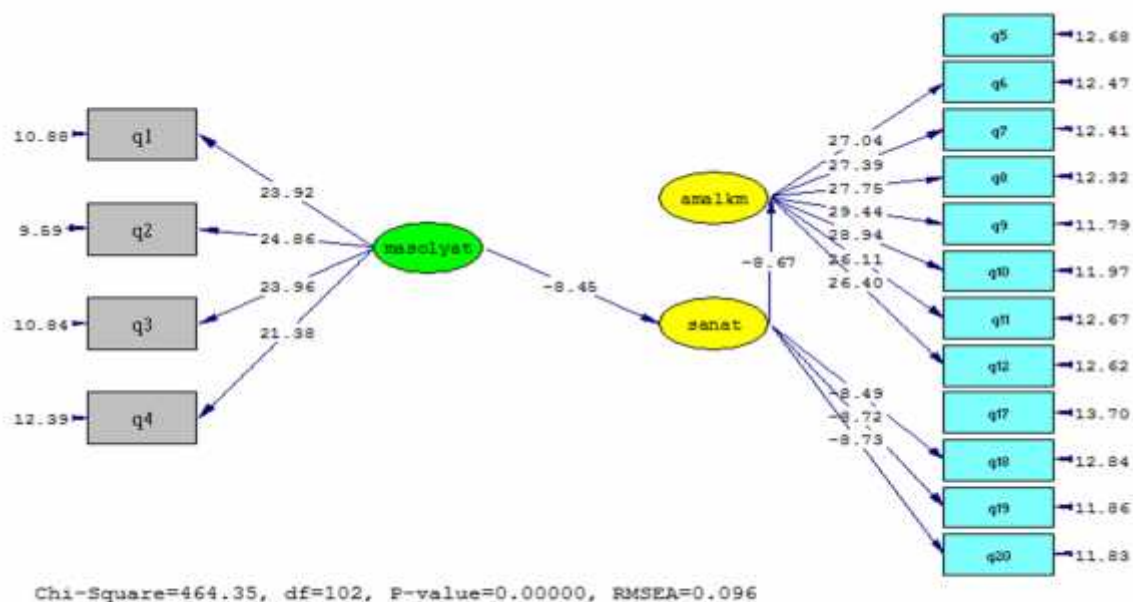 q5
12.68
q6
12.47
q7
12.41
q8
12.32
q9
11.79
q10
11.97
q11
12.67
q12
12.62
q17
13.70
q18
12.84
q19
11.86
q20
11.83
10.88
q1
9.59
q2
10.84
q3
12.39
q4
23.92
24.86
23.96
21.38
masolyat
-8.45
amalkm
sanat
-8.67
27.04
27.39
27.75
29.44
28.94
26.11
26.40
-8.49
-8.72
-8.73
Chi-Square=464.35, df=102, P-value=0.00000, RMSEA=0.096